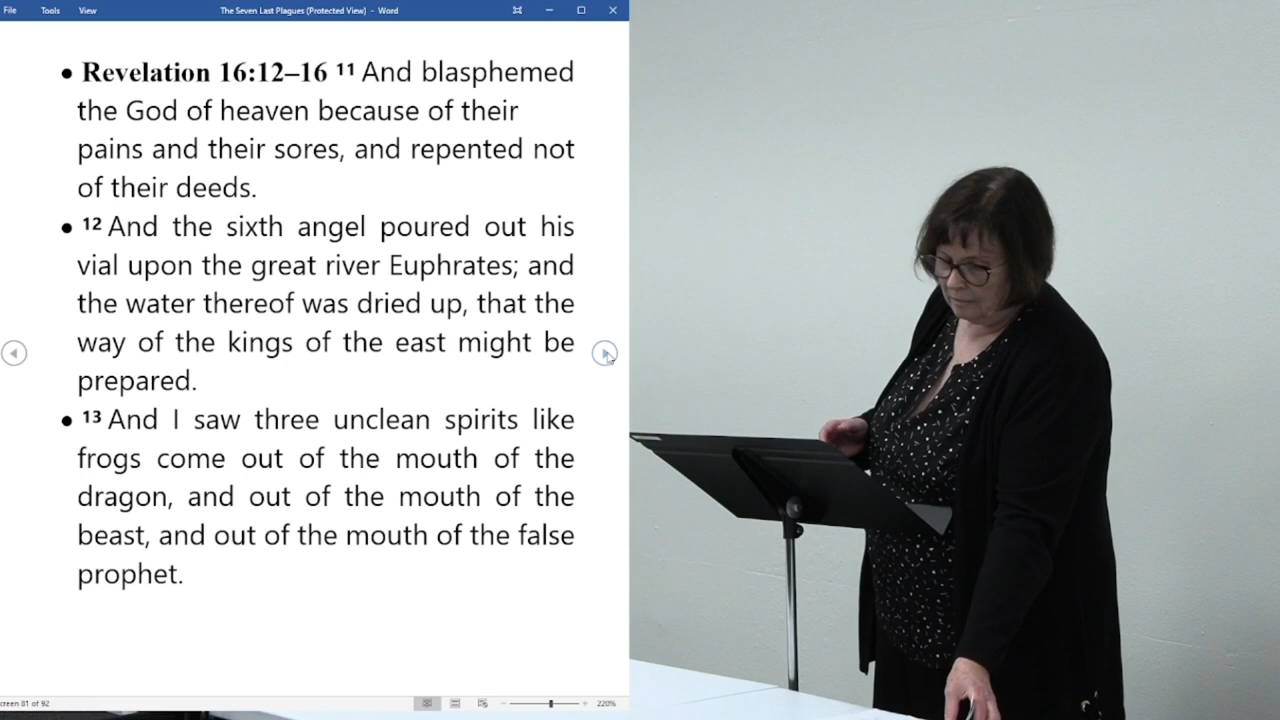 File Tools View The Seven Last Plagues (Protected View) - Word
• Revelation 16:12–16 11 And blasphemed
the God of heaven because of their
pains and their sores, and repented not
of their deeds.
• 12 And the sixth angel poured out his
vial upon the great river Euphrates; and
the water thereof was dried up, that the
way of the kings of the east might be
prepared.
• 13 And I saw three unclean spirits like
frogs come out of the mouth of the
dragon, and out of the mouth of the
beast, and out of the mouth of the false
prophet.
creen 81 of 92 220%